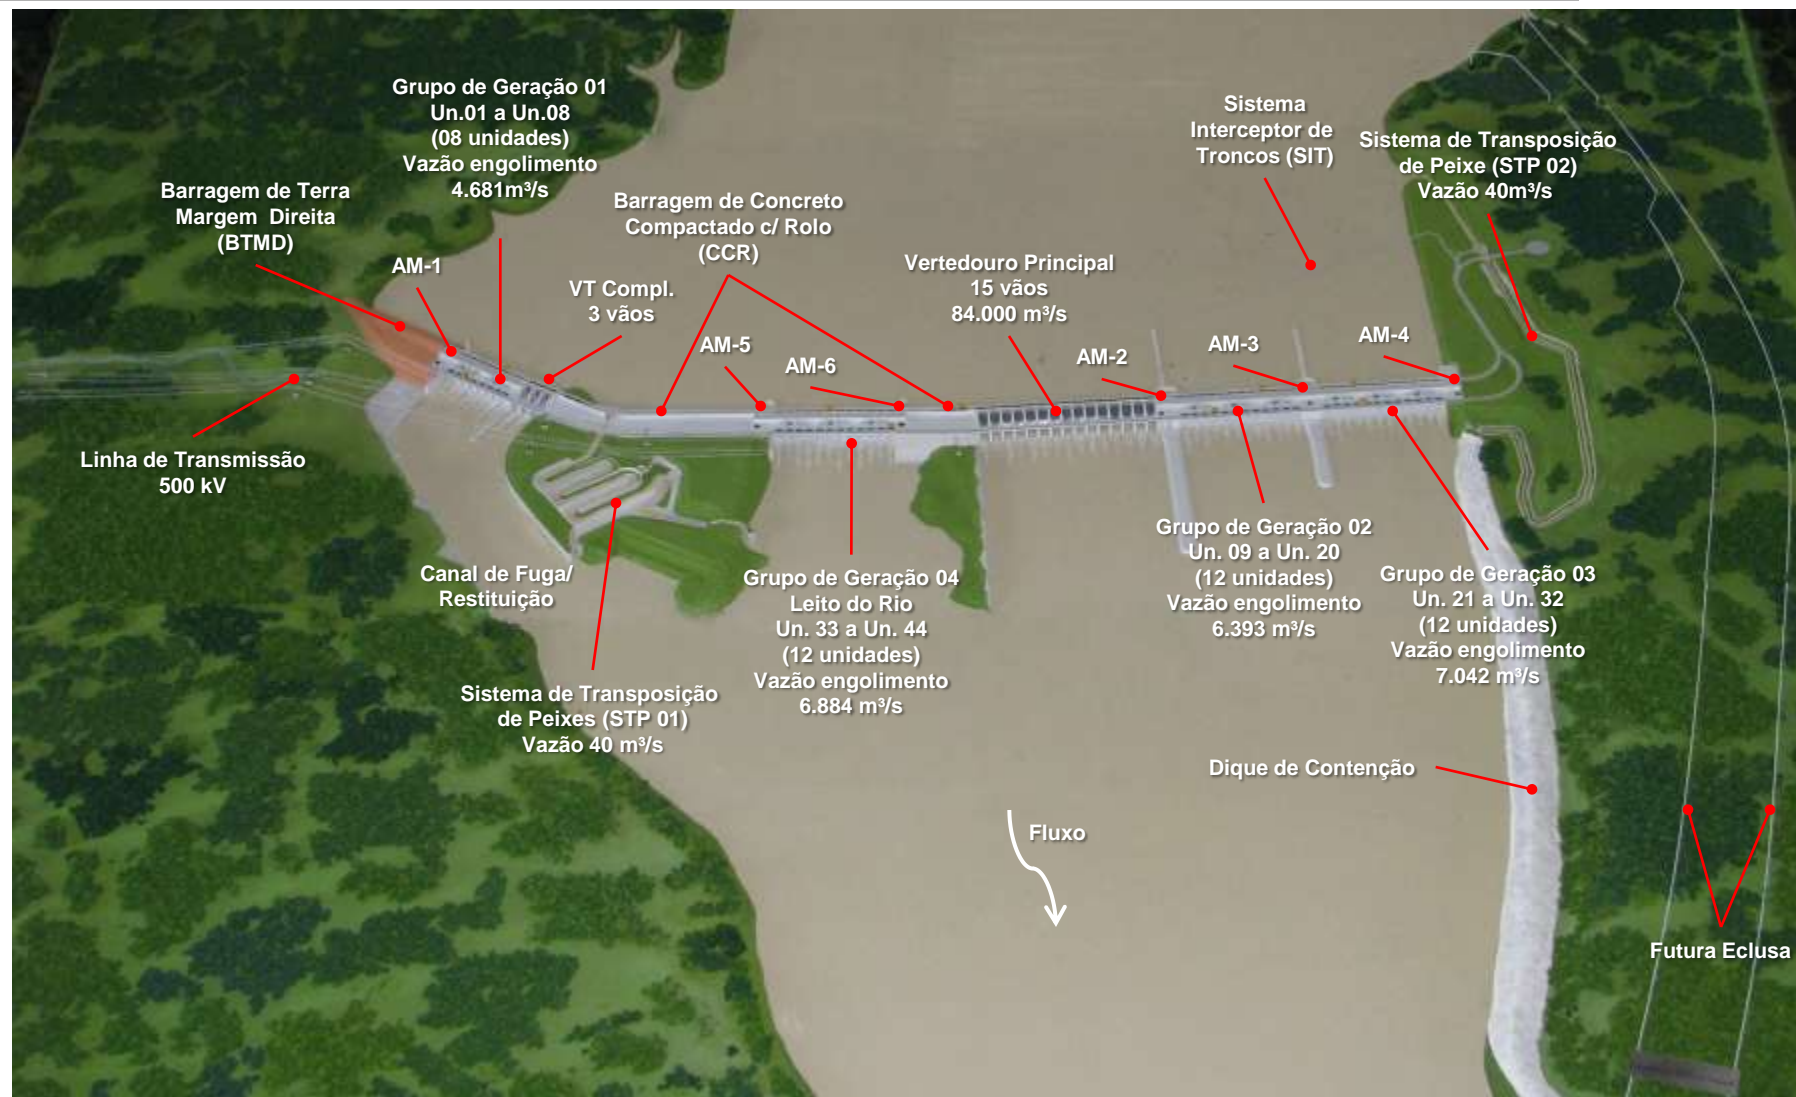 Grupo de Geração 01
Un.01 a Un.08
(08 unidades)
Vazão engolimento
4.681m³/s
Sistema
Interceptor de
Troncos (SIT)
Sistema de Transposição
de Peixe (STP 02)
Vazão 40m³/s
Barragem de Terra
Margem  Direita
(BTMD)
Barragem de Concreto
Compactado c/ Rolo
(CCR)
AM-1
VT Compl.
3 vãos
Vertedouro Principal
15 vãos
84.000 m³/s
AM-5
AM-6
AM-2
AM-3
AM-4
Linha de Transmissão
500 kV
Canal de Fuga/
Restituição
Grupo de Geração 04
Leito do Rio
Un. 33 a Un. 44
(12 unidades)
Vazão engolimento
6.884 m³/s
Grupo de Geração 02
Un. 09 a Un. 20
(12 unidades)
Vazão engolimento
6.393 m³/s
Grupo de Geração 03
Un. 21 a Un. 32
(12 unidades)
Vazão engolimento
7.042 m³/s
Sistema de Transposição
de Peixes (STP 01)
Vazão 40 m³/s
Dique de Contenção
Fluxo
Futura Eclusa